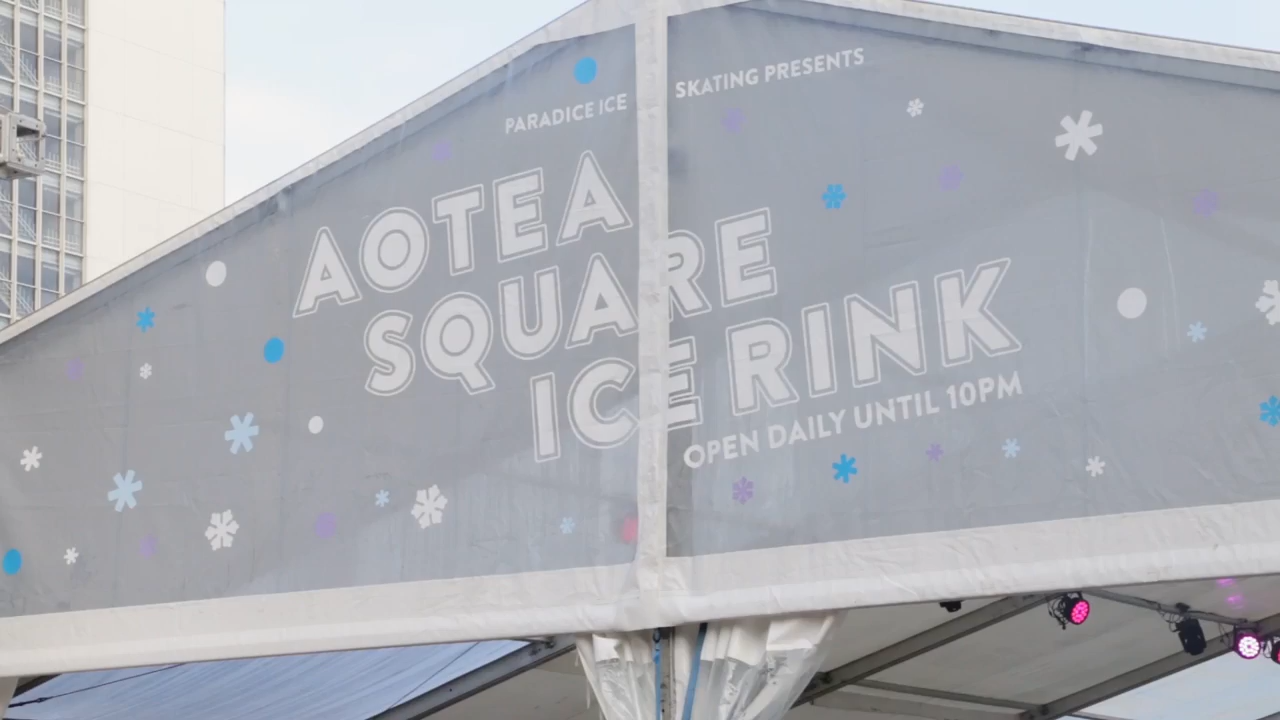 PARADICE ICE SKATING PRESENTS
AOTEA
SQUARE
ICE RINK
OPEN DAILY UNTIL 10PM